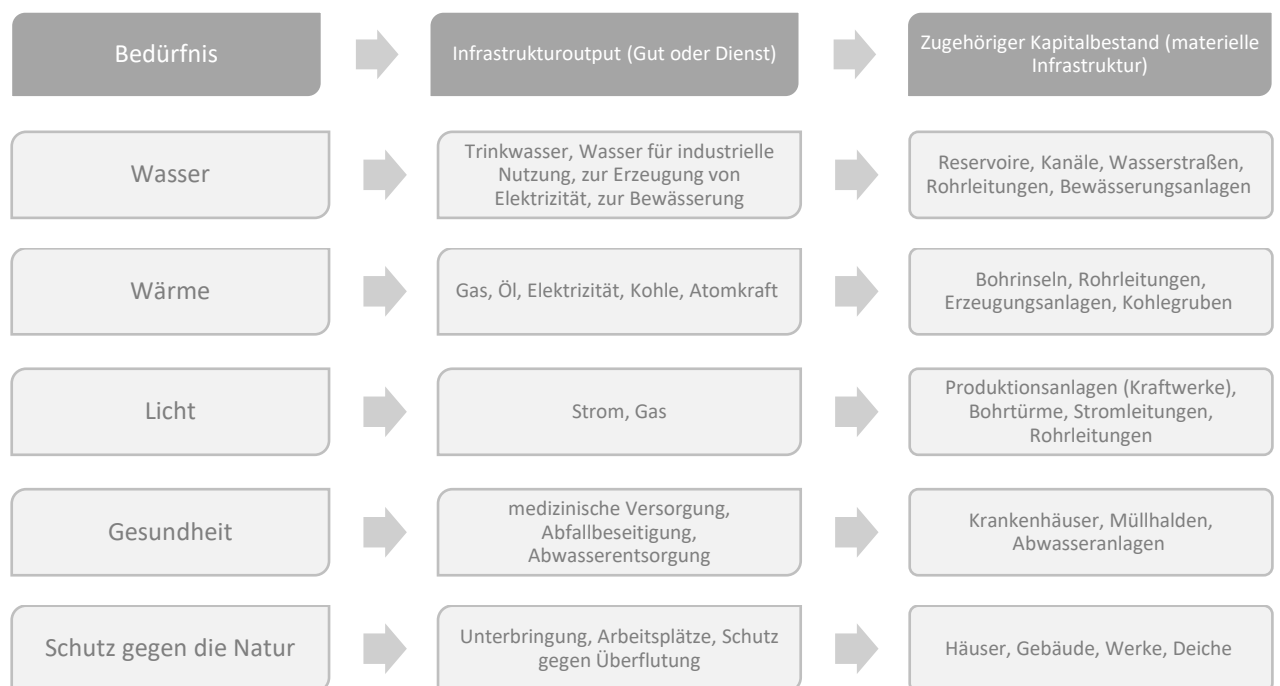 Bedürfnis
Infrastrukturoutput (Gut oder Dienst)
Zugehöriger Kapitalbestand (materielle
Infrastruktur)
Wasser
Trinkwasser, Wasser für industrielle
Nutzung, zur Erzeugung von
Elektrizität, zur Bewässerung
Reservoire, Kanäle, Wasserstraßen,
Rohrleitungen, Bewässerungsanlagen
Wärme
Gas, Öl, Elektrizität, Kohle, Atomkraft
Bohrinseln, Rohrleitungen,
Erzeugungsanlagen, Kohlegruben
Licht
Strom, Gas
Produktionsanlagen (Kraftwerke),
Bohrtürme, Stromleitungen,
Rohrleitungen
Gesundheit
medizinische Versorgung,
Abfallbeseitigung,
Abwasserentsorgung
Krankenhäuser, Müllhalden,
Abwasseranlagen
Schutz gegen die Natur
Unterbringung, Arbeitsplätze, Schutz
gegen Überflutung
Häuser, Gebäude, Werke, Deiche